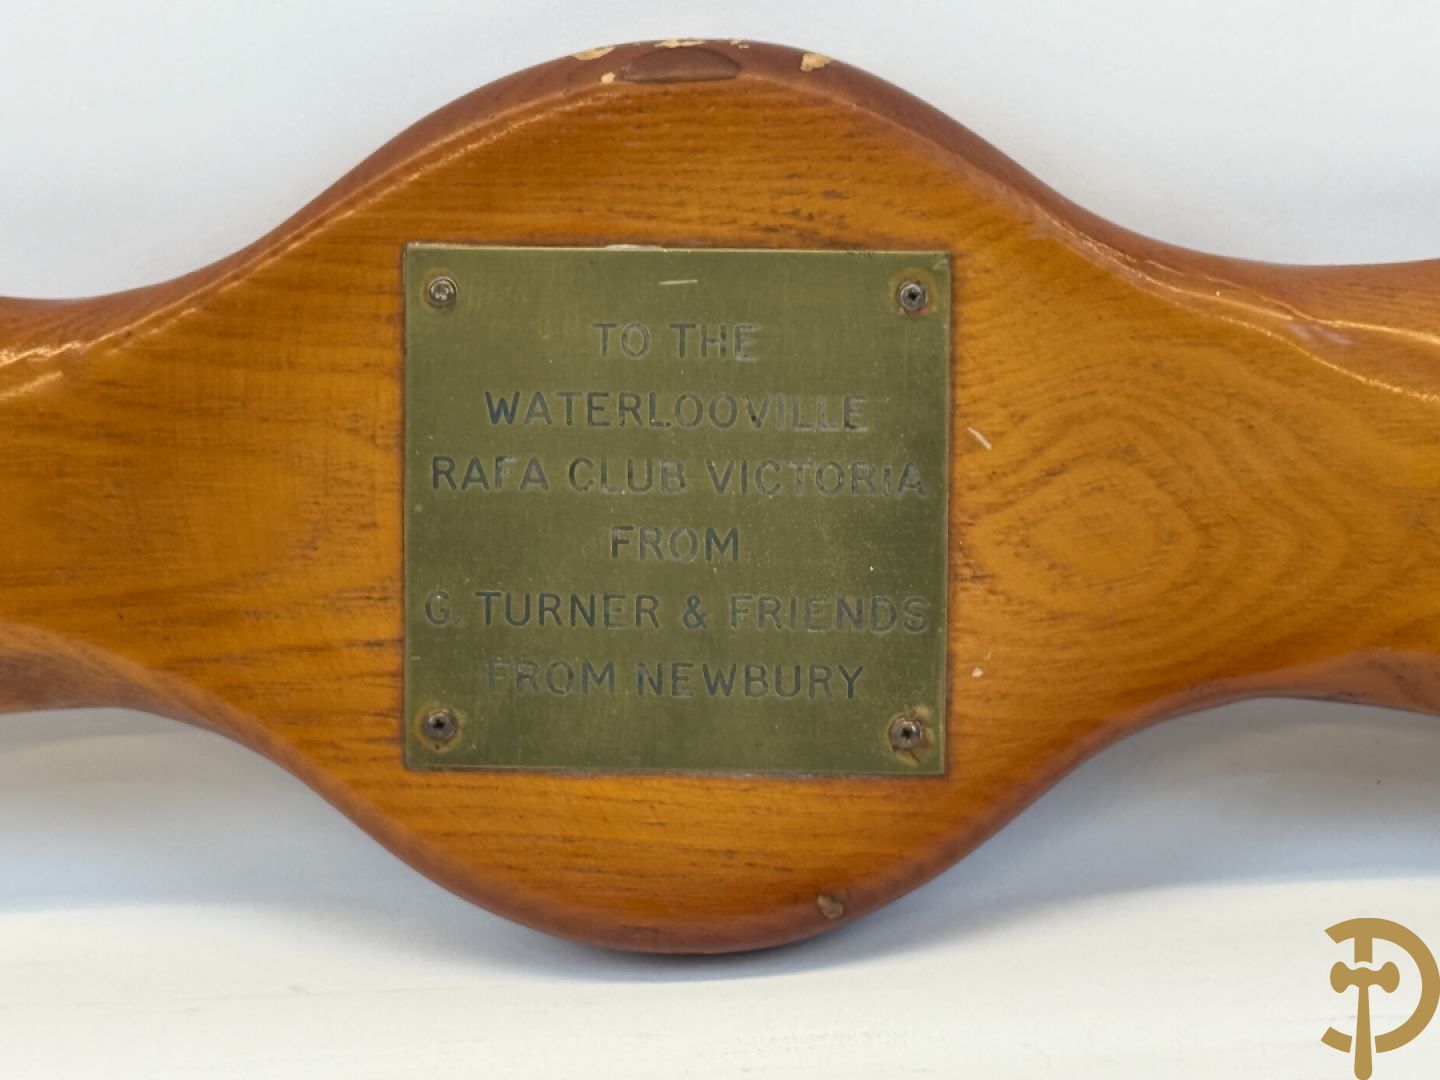 TO THE
WATERLOOVILLE
RAFA CLUB VICTORIA
FROM
G. TURNER & FRIENDS
FROM NEWBURY